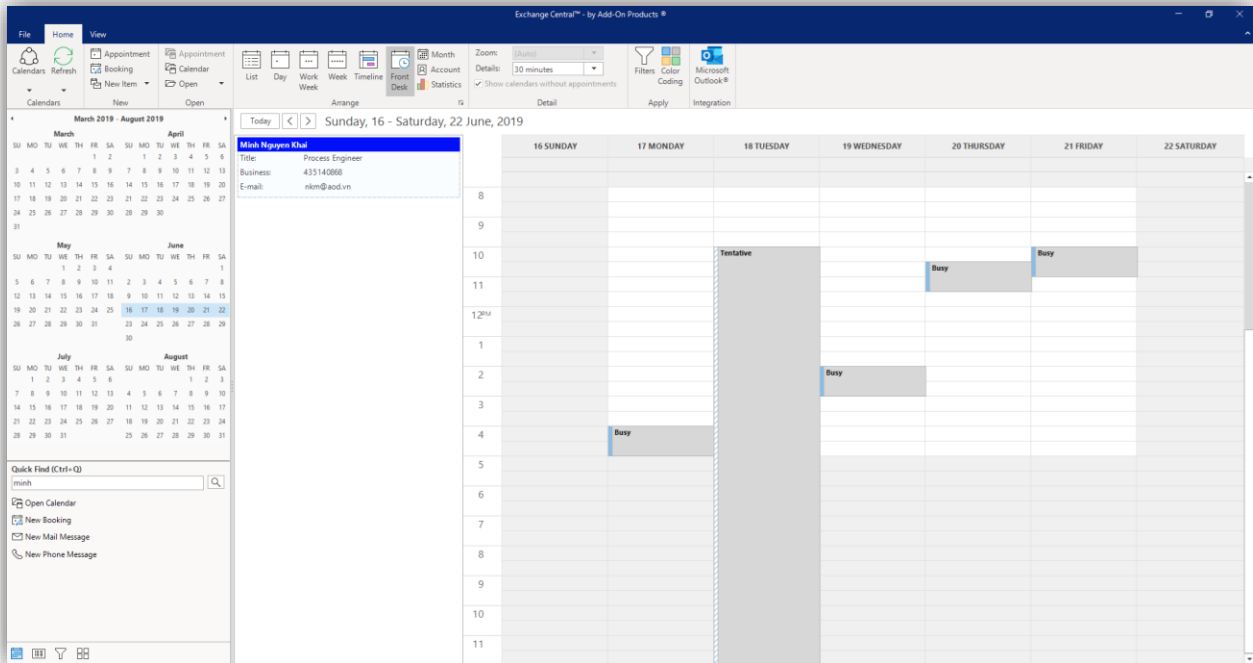 Exchange Central™ - by Add-On Products ®
File Home View
Calendars Refresh
Calendars
Appointment
Booking
New Item
New
Appointment
Calendar
Open
Open
List Day Work Week Week Timeline Front Desk
Month
Account
Statistics
Arrange
Zoom: (Auto)
Details: 30 minutes
Show calendars without appointments
Detail
Filters Color Coding
Apply
Microsoft Outlook®
Integration
March 2019 - August 2019
March April
SU MO TU WE TH FR SA SU MO TU WE TH FR SA
1 2 1 2 3 4 5 6
3 4 5 6 7 8 9 7 8 9 10 11 12 13
10 11 12 13 14 15 16 14 15 16 17 18 19 20
17 18 19 20 21 22 23 21 22 23 24 25 26 27
24 25 26 27 28 29 30 28 29 30
31
May June
SU MO TU WE TH FR SA SU MO TU WE TH FR SA
1 2 3 4 1
5 6 7 8 9 10 11 2 3 4 5 6 7 8
12 13 14 15 16 17 18 9 10 11 12 13 14 15
19 20 21 22 23 24 25 16 17 18 19 20 21 22
26 27 28 29 30 31 23 24 25 26 27 28 29
30
July August
SU MO TU WE TH FR SA SU MO TU WE TH FR SA
1 2 3 4 5 6 1 2 3
7 8 9 10 11 12 13 4 5 6 7 8 9 10
14 15 16 17 18 19 20 11 12 13 14 15 16 17
21 22 23 24 25 26 27 18 19 20 21 22 23 24
28 29 30 31 25 26 27 28 29 30 31
Quick Find (Ctrl+Q)
minh
Open Calendar
New Booking
New Mail Message
New Phone Message
Today Sunday, 16 - Saturday, 22 June, 2019
Minh Nguyen Khai
Title: Process Engineer
Business: 435140868
E-mail: nkm@aod.vn
16 SUNDAY 17 MONDAY 18 TUESDAY 19 WEDNESDAY 20 THURSDAY 21 FRIDAY 22 SATURDAY
8
9
10 Tentative Busy
Busy
11
12PM
1
2 Busy
3
4 Busy
5
6
7
8
9
10
11